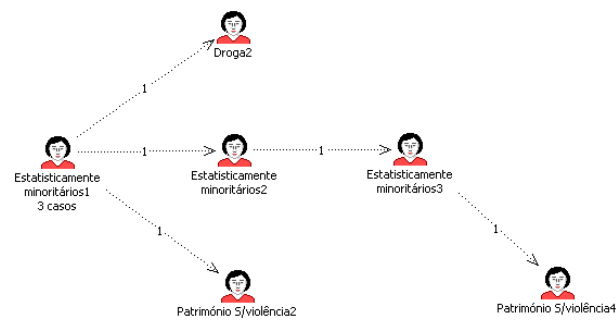 Droga2
1
Estatisticamente
minoritários1
3 casos
1
Estatisticamente
minoritários2
1
Estatisticamente
minoritários3
1
Património S/violência2
1
Património S/violência4